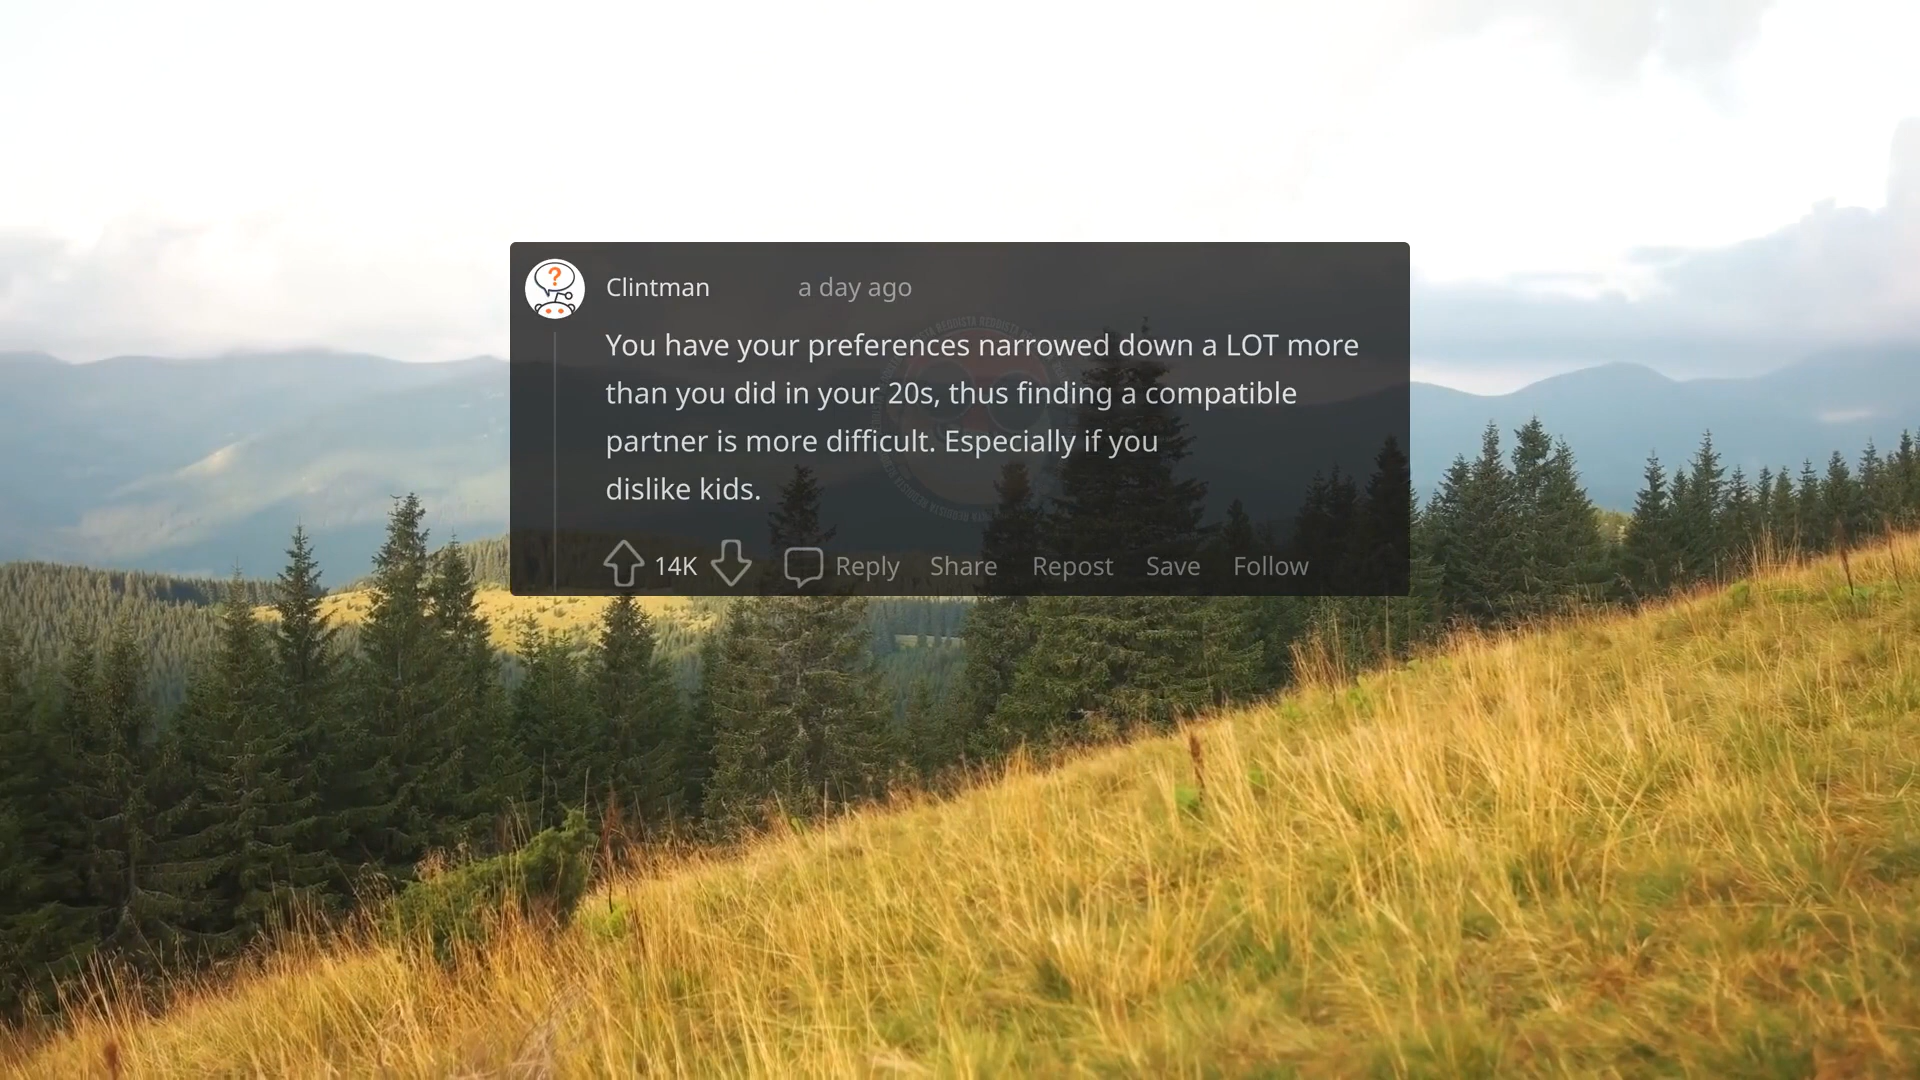 Clintman a day ago
You have your preferences narrowed down a LOT more
than you did in your 20s, thus finding a compatible
partner is more difficult. Especially if you
dislike kids.
14K Reply Share Repost Save Follow